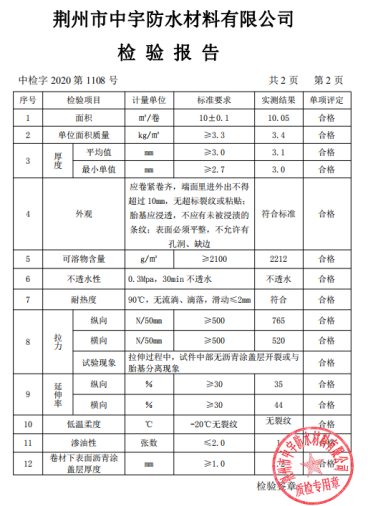 荆州市中宇防水材料有限公司
检验报告
中检字 2020 第 1108 号 共 2 页 第 2 页
序号 检验项目 计量单位 标准要求 实测结果 单项评定
1 面积 ㎡/卷 10±0.1 10.05 合格
2 单位面积质量 kg/㎡ ≥3.3 3.4 合格
3 厚度 平均值 mm ≥3.0 3.1 合格
最小单值 mm ≥2.7 3.0 合格
4 外观 应卷紧卷齐，端面里进外出不得
超过 10mm，无超标裂纹或粘贴；
胎基应浸透，不应有未被浸渍的
条纹；表面必须平整，不允许有
孔洞、缺边 符合标准 合格
5 可溶物含量 g/㎡ ≥2100 2212 合格
6 不透水性 0.3Mpa，30min 不透水 不透水 合格
7 耐热度 90℃，无流淌、滴落，滑动≤2mm 符合 合格
8 拉力 纵向 N/50mm ≥500 765 合格
横向 N/50mm ≥500 520 合格
试验现象 拉伸过程中，试件中部无沥青涂盖层开裂或与
胎基分离现象 合格
9 延伸率 纵向 % ≥30 35 合格
横向 % ≥30 44 合格
10 低温柔度 ℃ -20℃无裂纹 无裂纹 合格
11 渗油性 张数 ≤2.0 1 合格
12 卷材下表面沥青涂
盖层厚度 mm ≥1.0 合格
检验签章
荆州市中宇防水材料有限公司
质检专用章